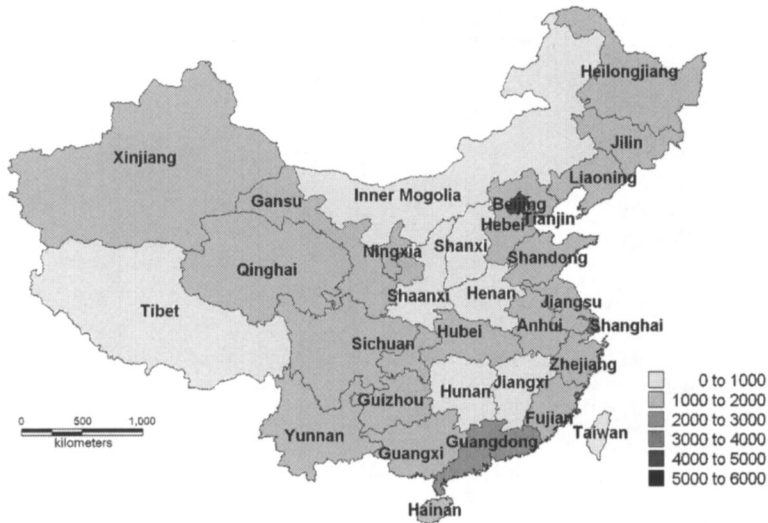 Heilongjiang
Jilin
Xinjiang
Liaoning
Inner Mogolia
Gansu
Beijing
Tianjin
Hebei
Ningxia
Shanxi
Shandong
Qinghai
Shaanxi
Henan
Tibet
Jiangsu
Hubei
Anhui
Shanghai
Sichuan
Zhejiang
Hunan
Jiangxi
Guizhou
Fujian
Yunnan
Guangdong
Taiwan
Guangxi
Hainan
0 500 1,000
kilometers
0 to 1000
1000 to 2000
2000 to 3000
3000 to 4000
4000 to 5000
5000 to 6000